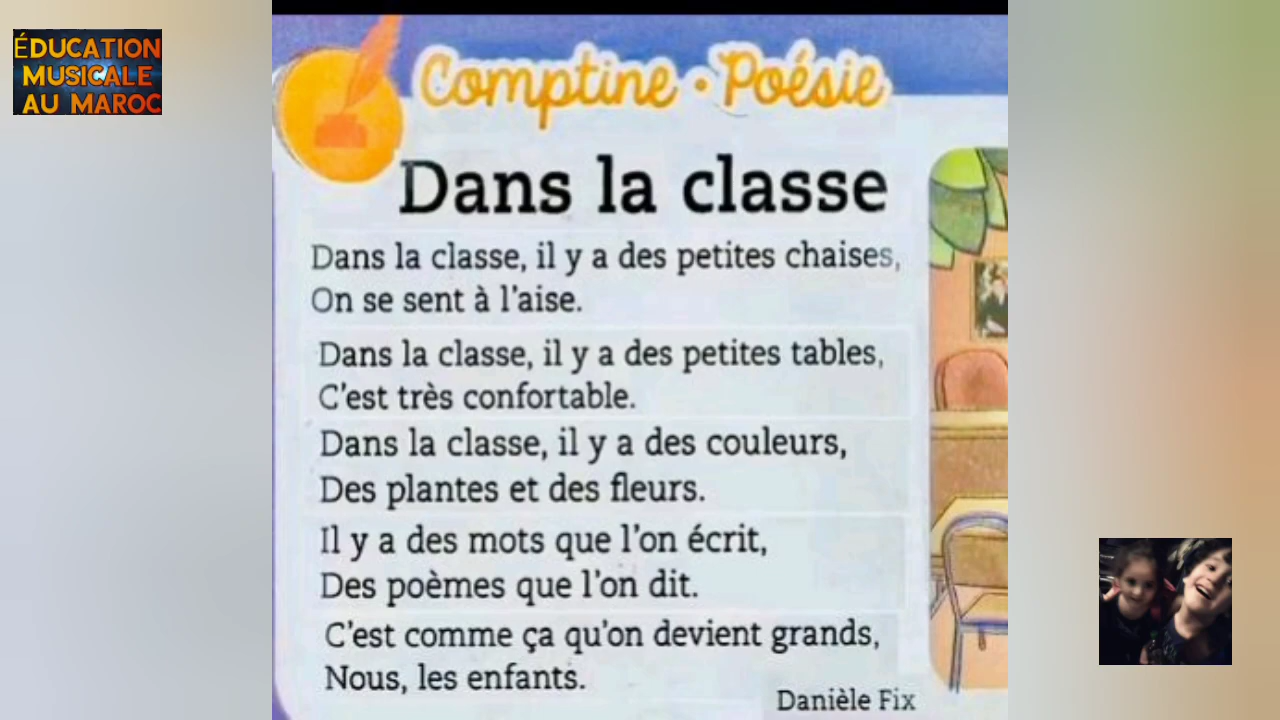 ÉDUCATION
MUSICALE
AU MAROC
Comptine • Poésie
Dans la classe
Dans la classe, il y a des petites chaises,
On se sent à l'aise.
Dans la classe, il y a des petites tables,
C'est très confortable.
Dans la classe, il y a des couleurs,
Des plantes et des fleurs.
Il y a des mots que l'on écrit,
Des poèmes que l'on dit.
C'est comme ça qu'on devient grands,
Nous, les enfants.
Danièle Fix